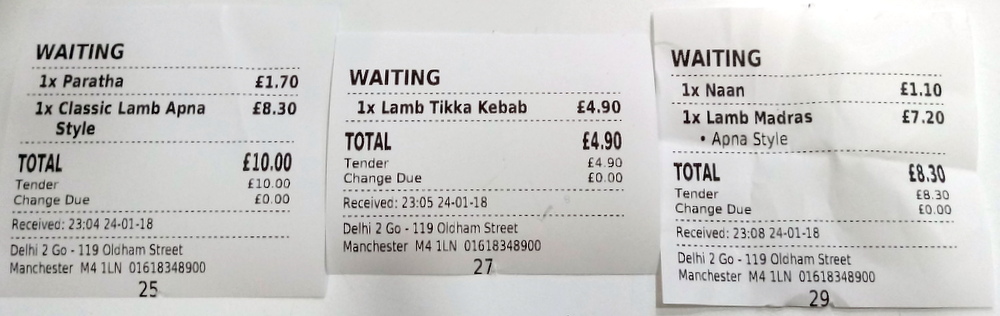 WAITING
1x Paratha £1.70
1x Classic Lamb Apna £8.30
Style
TOTAL £10.00
Tender £10.00
Change Due £0.00
Received: 23:04 24-01-18
Delhi 2 Go - 119 Oldham Street
Manchester M4 1LN 01618348900
25
WAITING
1x Lamb Tikka Kebab £4.90
TOTAL £4.90
Tender £4.90
Change Due £0.00
Received: 23:05 24-01-18
Delhi 2 Go - 119 Oldham Street
Manchester M4 1LN 01618348900
27
WAITING
1x Naan £1.10
1x Lamb Madras £7.20
• Apna Style
TOTAL £8.30
Tender £8.30
Change Due £0.00
Received: 23:08 24-01-18
Delhi 2 Go - 119 Oldham Street
Manchester M4 1LN 01618348900
29